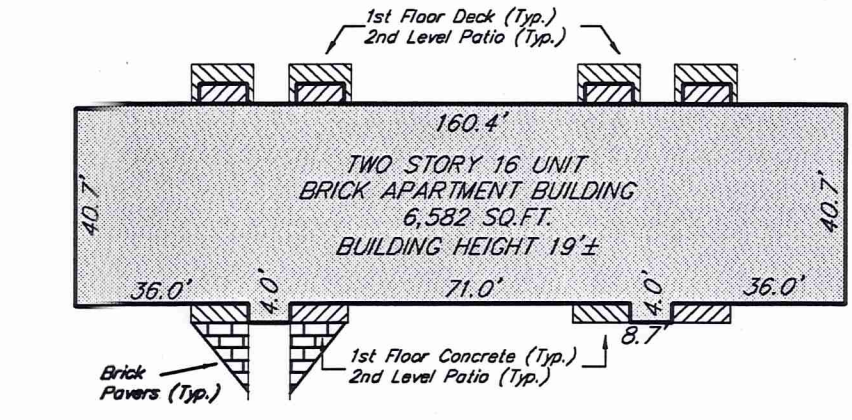 1st Floor Deck (Typ.)
2nd Level Patio (Typ.)
160.4'
TWO STORY 16 UNIT
BRICK APARTMENT BUILDING
6,582 SQ.FT.
BUILDING HEIGHT 19'±
40.7'
40.7'
36.0'
4.0'
71.0'
4.0'
36.0'
8.7'
1st Floor Concrete (Typ.)
2nd Level Patio (Typ.)
Brick
Pavers (Typ.)